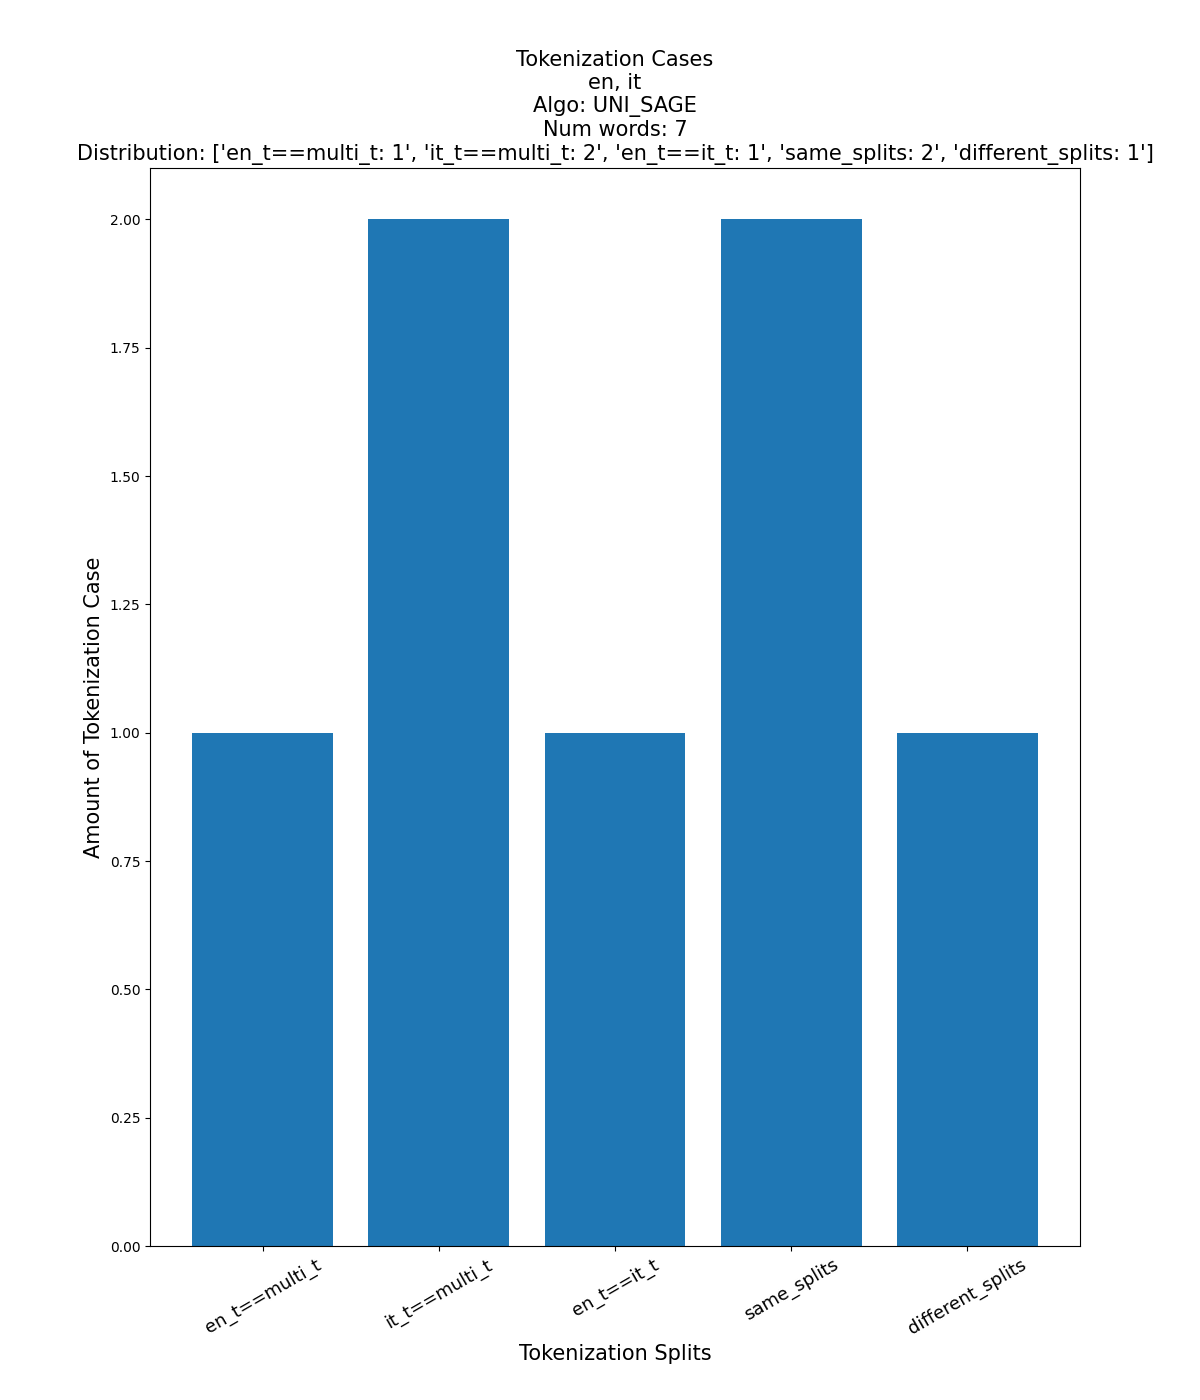 Tokenization Cases
en, it
Algo: UNI_SAGE
Num words: 7
Distribution: ['en_t==multi_t: 1', 'it_t==multi_t: 2', 'en_t==it_t: 1', 'same_splits: 2', 'different_splits: 1']
Amount of Tokenization Case
2.00
1.75
1.50
1.25
1.00
0.75
0.50
0.25
0.00
en_t==multi_t
it_t==multi_t
en_t==it_t
same_splits
different_splits
Tokenization Splits